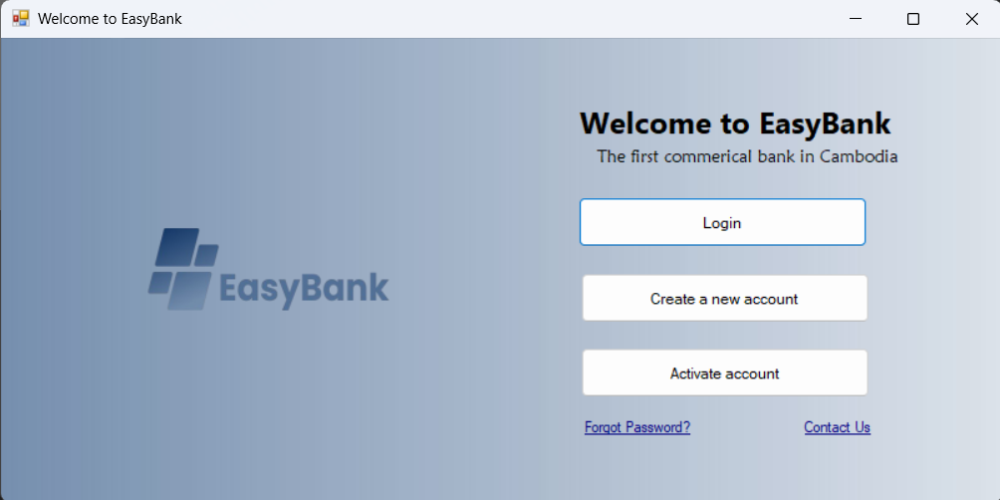 Welcome to EasyBank
Welcome to EasyBank
The first commerical bank in Cambodia
EasyBank
Login
Create a new account
Activate account
Forgot Password?
Contact Us